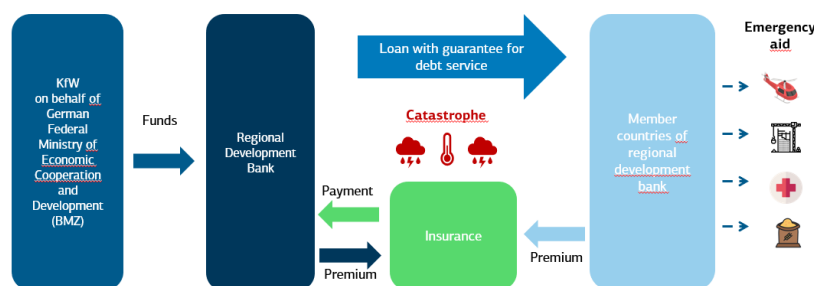 KfW
on behalf of
German
Federal
Ministry of
Economic
Cooperation
and
Development
(BMZ)
Funds
Regional
Development
Bank
Loan with guarantee for
debt service
Catastrophe
Payment
Insurance
Premium
Premium
Member
countries of
regional
development
bank
Emergency
aid